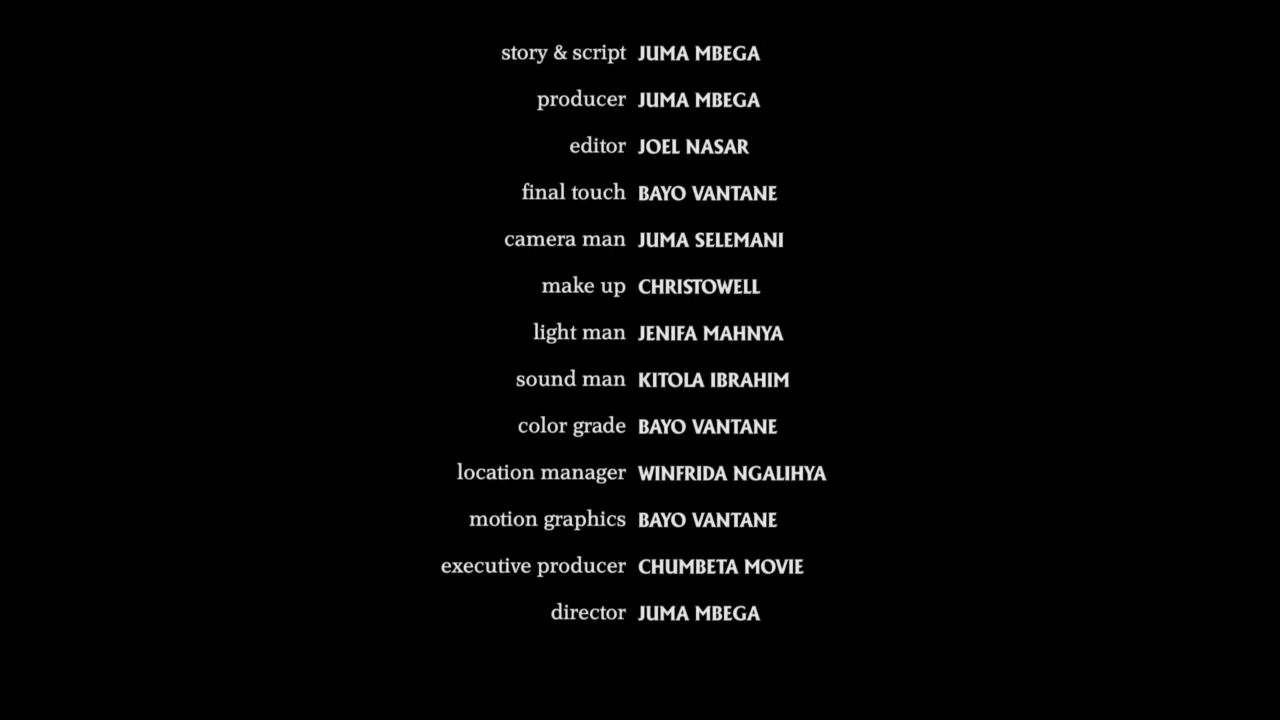 story & script JUMA MBEGA
producer JUMA MBEGA
editor JOEL NASAR
final touch BAYO VANTANE
camera man JUMA SELEMANI
make up CHRISTOWELL
light man JENIFA MAHNYA
sound man KITOLA IBRAHIM
color grade BAYO VANTANE
location manager WINFRIDA NGALIHYA
motion graphics BAYO VANTANE
executive producer CHUMBETA MOVIE
director JUMA MBEGA